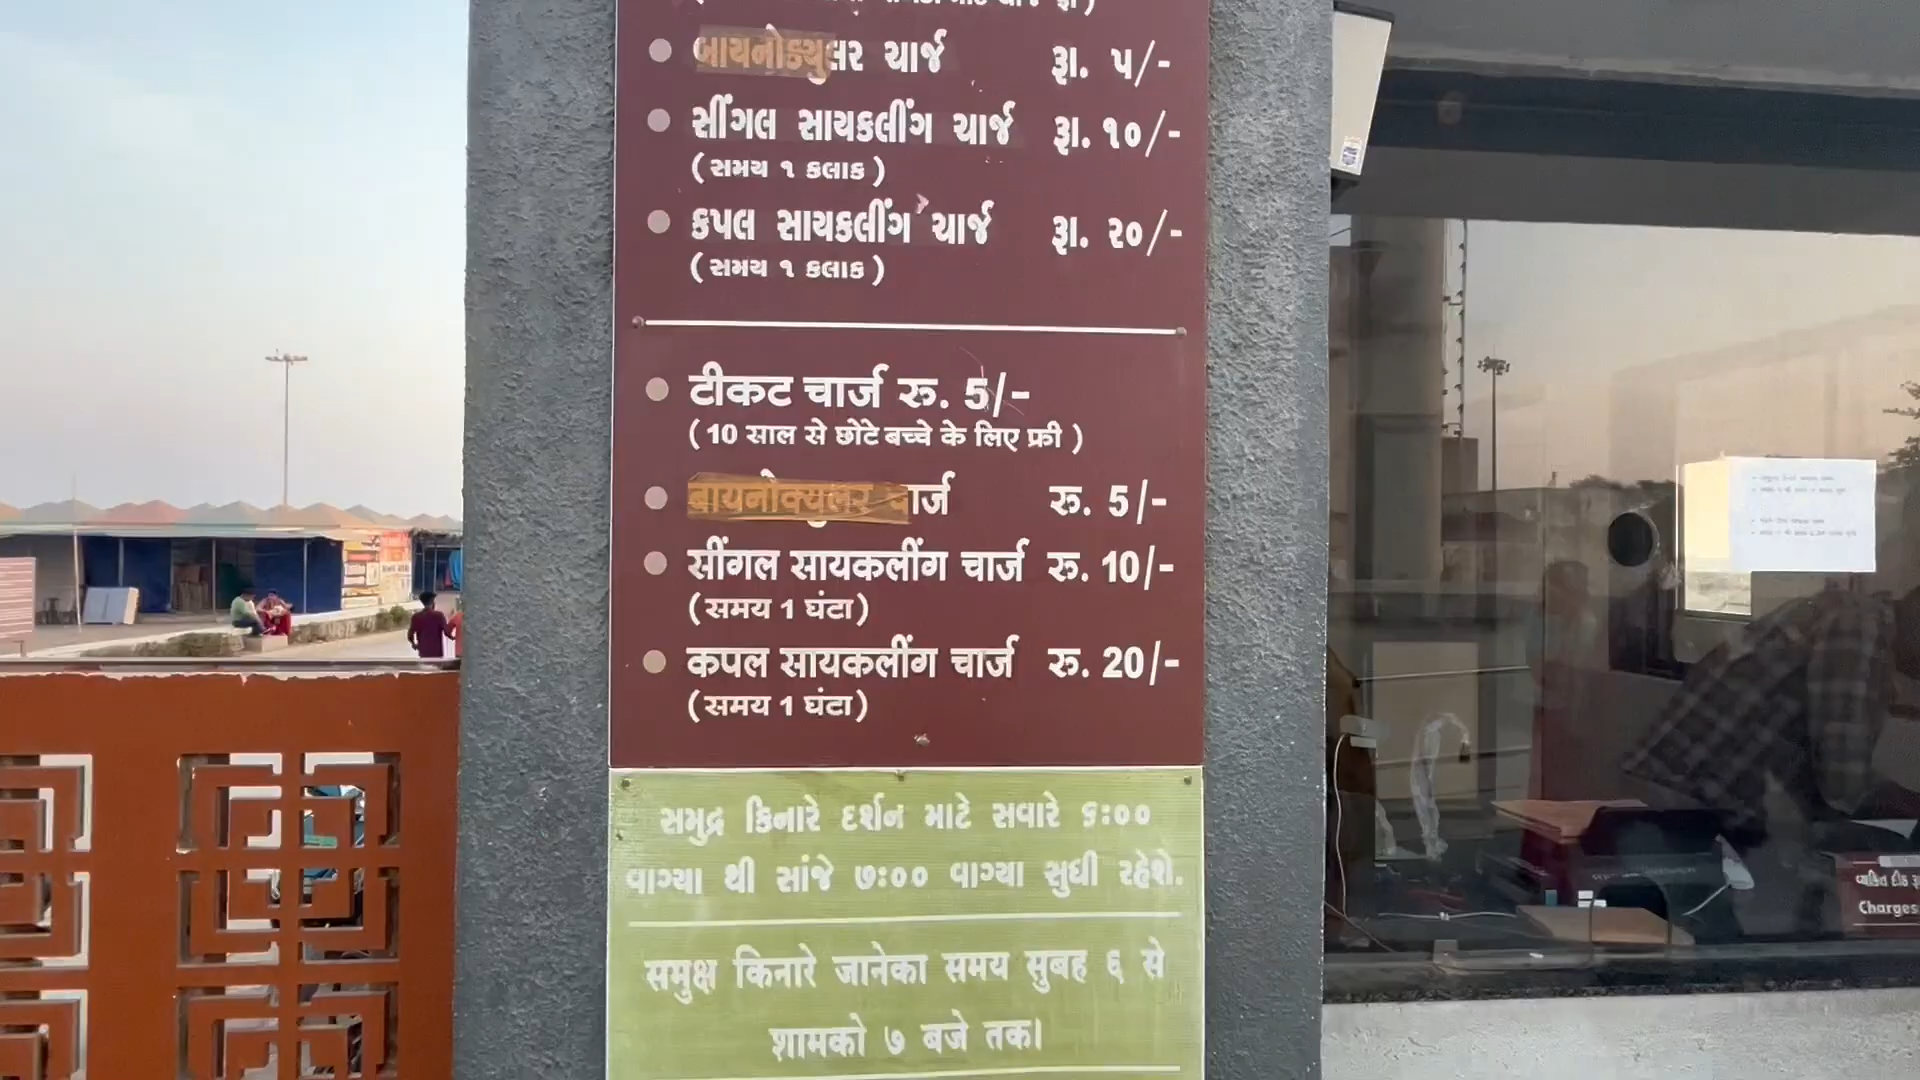 બાયનોક્યુલર ચાર્જ રૂા. ૫/-
સીંગલ સાયકલીંગ ચાર્જ રૂા. ૧૦/-
(સમય ૧ કલાક)
કપલ સાયકલીંગ ચાર્જ રૂા. ૨૦/-
(સમય ૧ કલાક)
टीकट चार्ज रु. 5/-
(10 साल से छोटे बच्चे के लिए फ्री)
बायनोक्युलर चार्ज रु. 5/-
सींगल सायकलींग चार्ज रु. 10/-
(समय 1 घंटा)
कपल सायकलींग चार्ज रु. 20/-
(समय 1 घंटा)
સમુદ્ર કિનારે દર્શન માટે સવારે ૬:૦૦
વાગ્યા થી સાંજે ૭:૦૦ વાગ્યા સુધી રહેશે.
समुक्ष किनारे जानेका समय सुबह ६ से
शामको ७ बजे तक।
વ્યકિત દીઠ
Charges